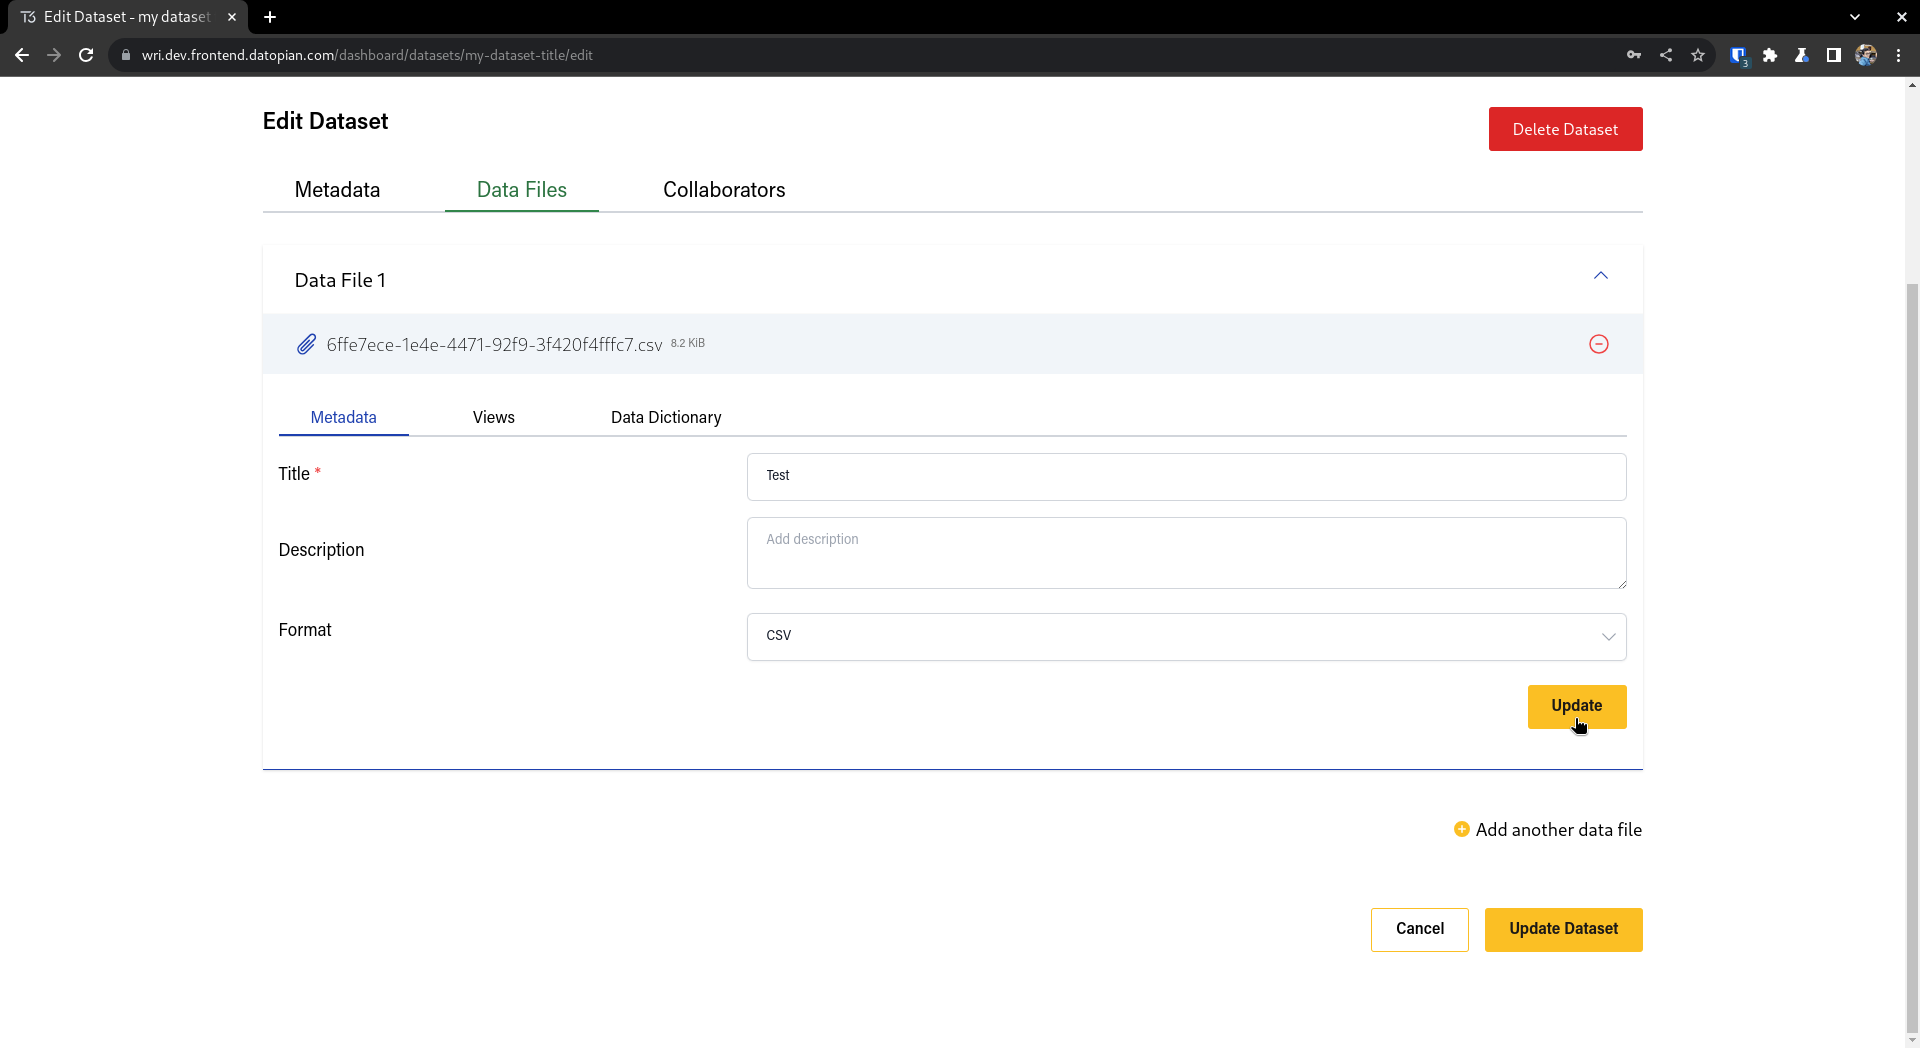 Edit Dataset - my dataset
wri.dev.frontend.datopian.com/dashboard/datasets/my-dataset-title/edit
3
Edit Dataset
Delete Dataset
Metadata
Data Files
Collaborators
Data File 1
6ffe7ece-1e4e-4471-92f9-3f420f4fffc7.csv 8.2 KiB
Metadata
Views
Data Dictionary
Title *
Test
Description
Add description
Format
CSV
Update
Add another data file
Cancel
Update Dataset